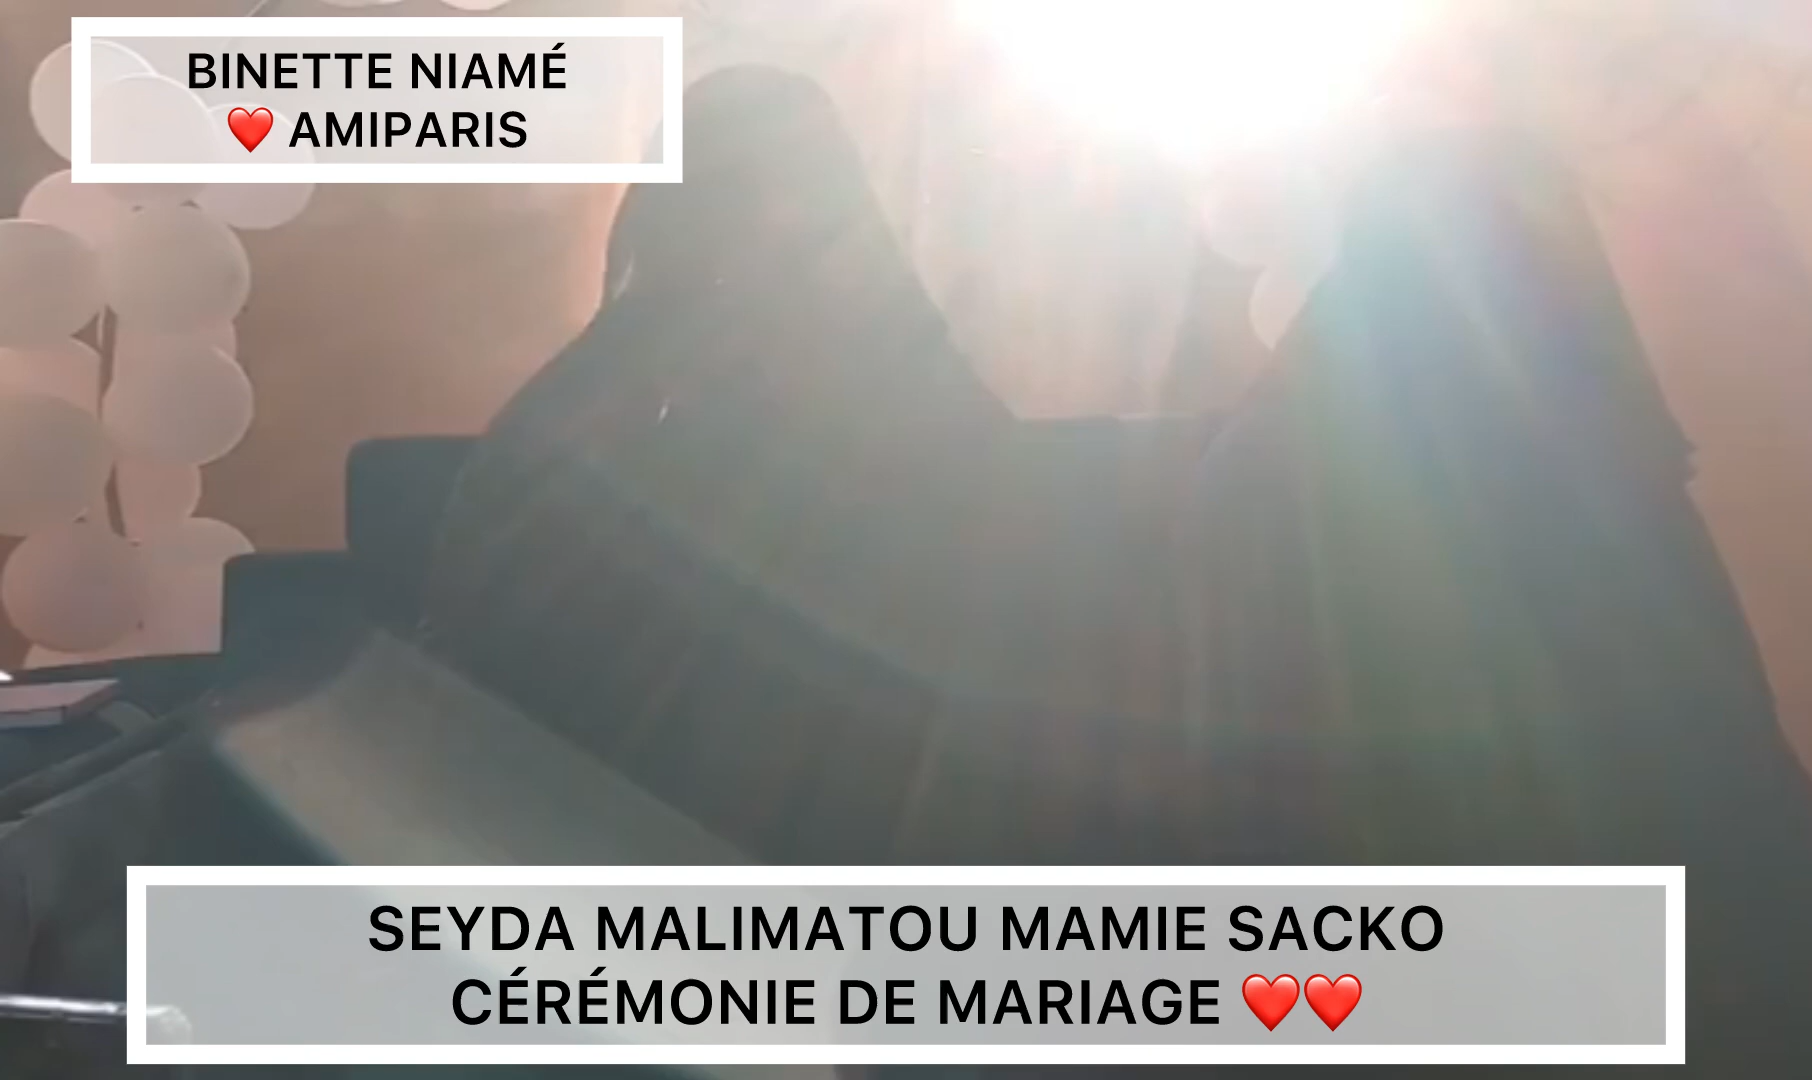 BINETTE NIAMÉ
❤️ AMIPARIS
SEYDA MALIMATOU MAMIE SACKO
CÉRÉMONIE DE MARIAGE ❤️❤️